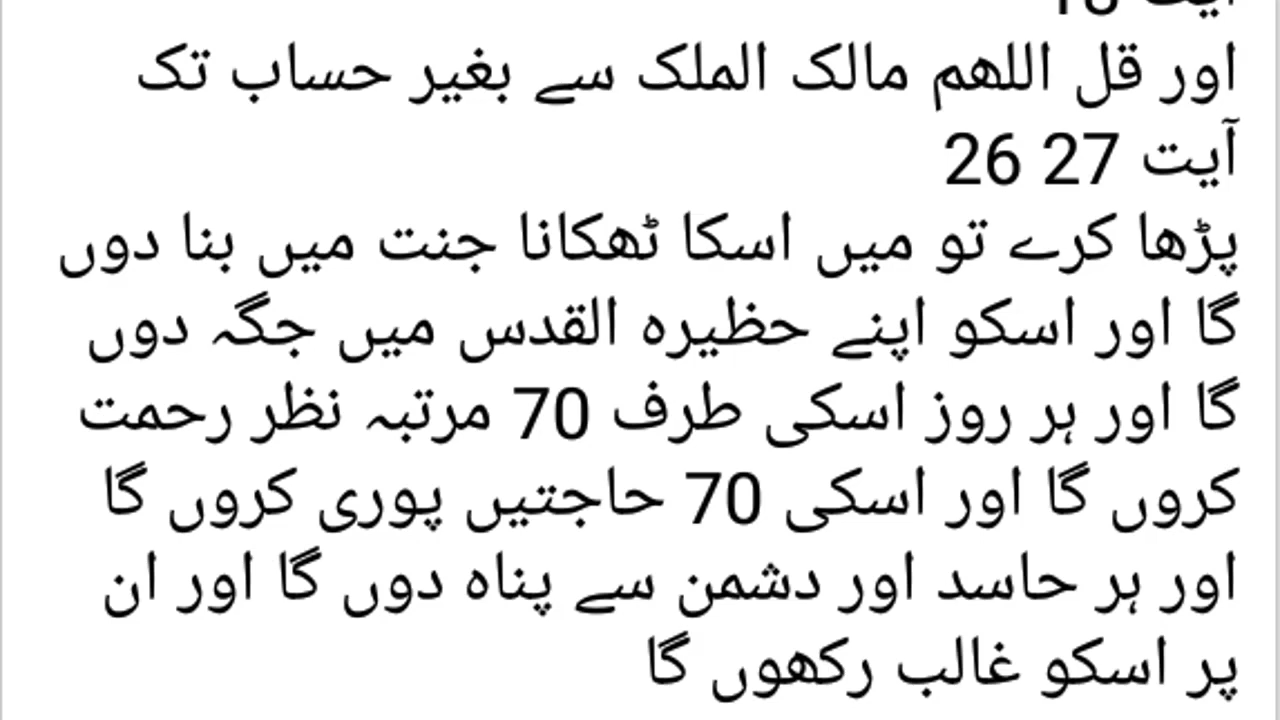 آیت 18
اور قل اللھم مالک الملک سے بغیر حساب تک
آیت 27 26
پڑھا کرے تو میں اسکا ٹھکانا جنت میں بنا دوں
گا اور اسکو اپنے حظیرہ القدس میں جگہ دوں
گا اور ہر روز اسکی طرف 70 مرتبہ نظر رحمت
کروں گا اور اسکی 70 حاجتیں پوری کروں گا
اور ہر حاسد اور دشمن سے پناہ دوں گا اور ان
پر اسکو غالب رکھوں گا